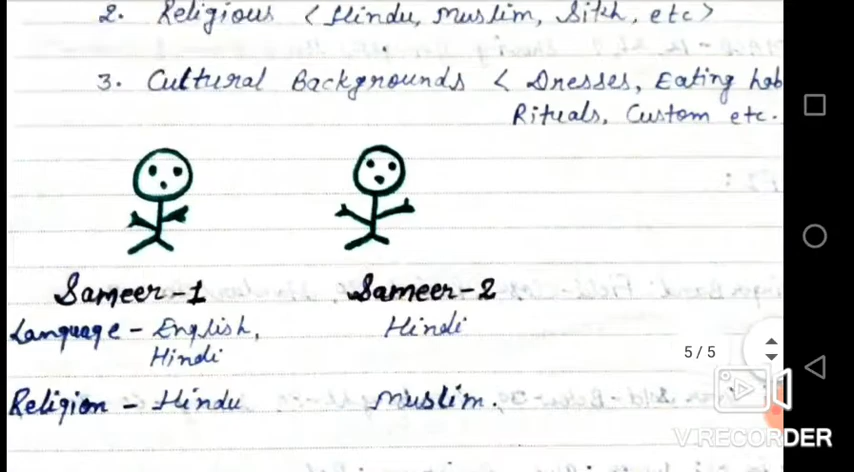 2. Religious < Hindu, Muslim, Sikh, etc >
3. Cultural Backgrounds < Dresses, Eating hab
Rituals, Custom etc.
Sameer-1 Sameer-2
Language - English, Hindi
Hindi
5/5
Religion - Hindu Muslim.
V.RECORDER